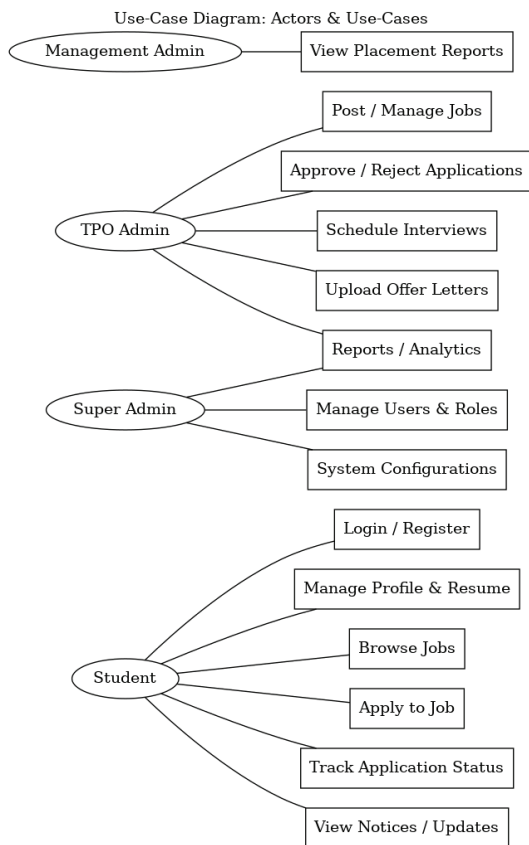 Use-Case Diagram: Actors & Use-Cases
Management Admin
View Placement Reports
Post / Manage Jobs
Approve / Reject Applications
TPO Admin
Schedule Interviews
Upload Offer Letters
Reports / Analytics
Super Admin
Manage Users & Roles
System Configurations
Login / Register
Manage Profile & Resume
Browse Jobs
Student
Apply to Job
Track Application Status
View Notices / Updates